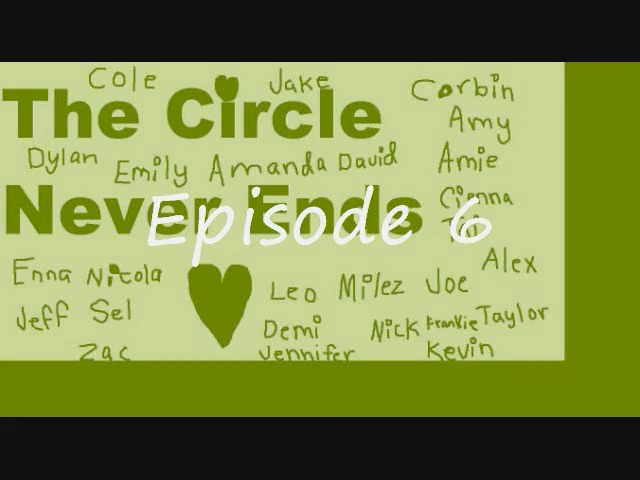 Cole Jake Corbin
The Circle Amy
Dylan Emily Amanda David Amie
Never Ends Cienna
Episode 6
Enna Nicola Alex
Jeff Sel Leo Milez Joe
Demi Nick Frankie Taylor
Zac Jennifer Kevin